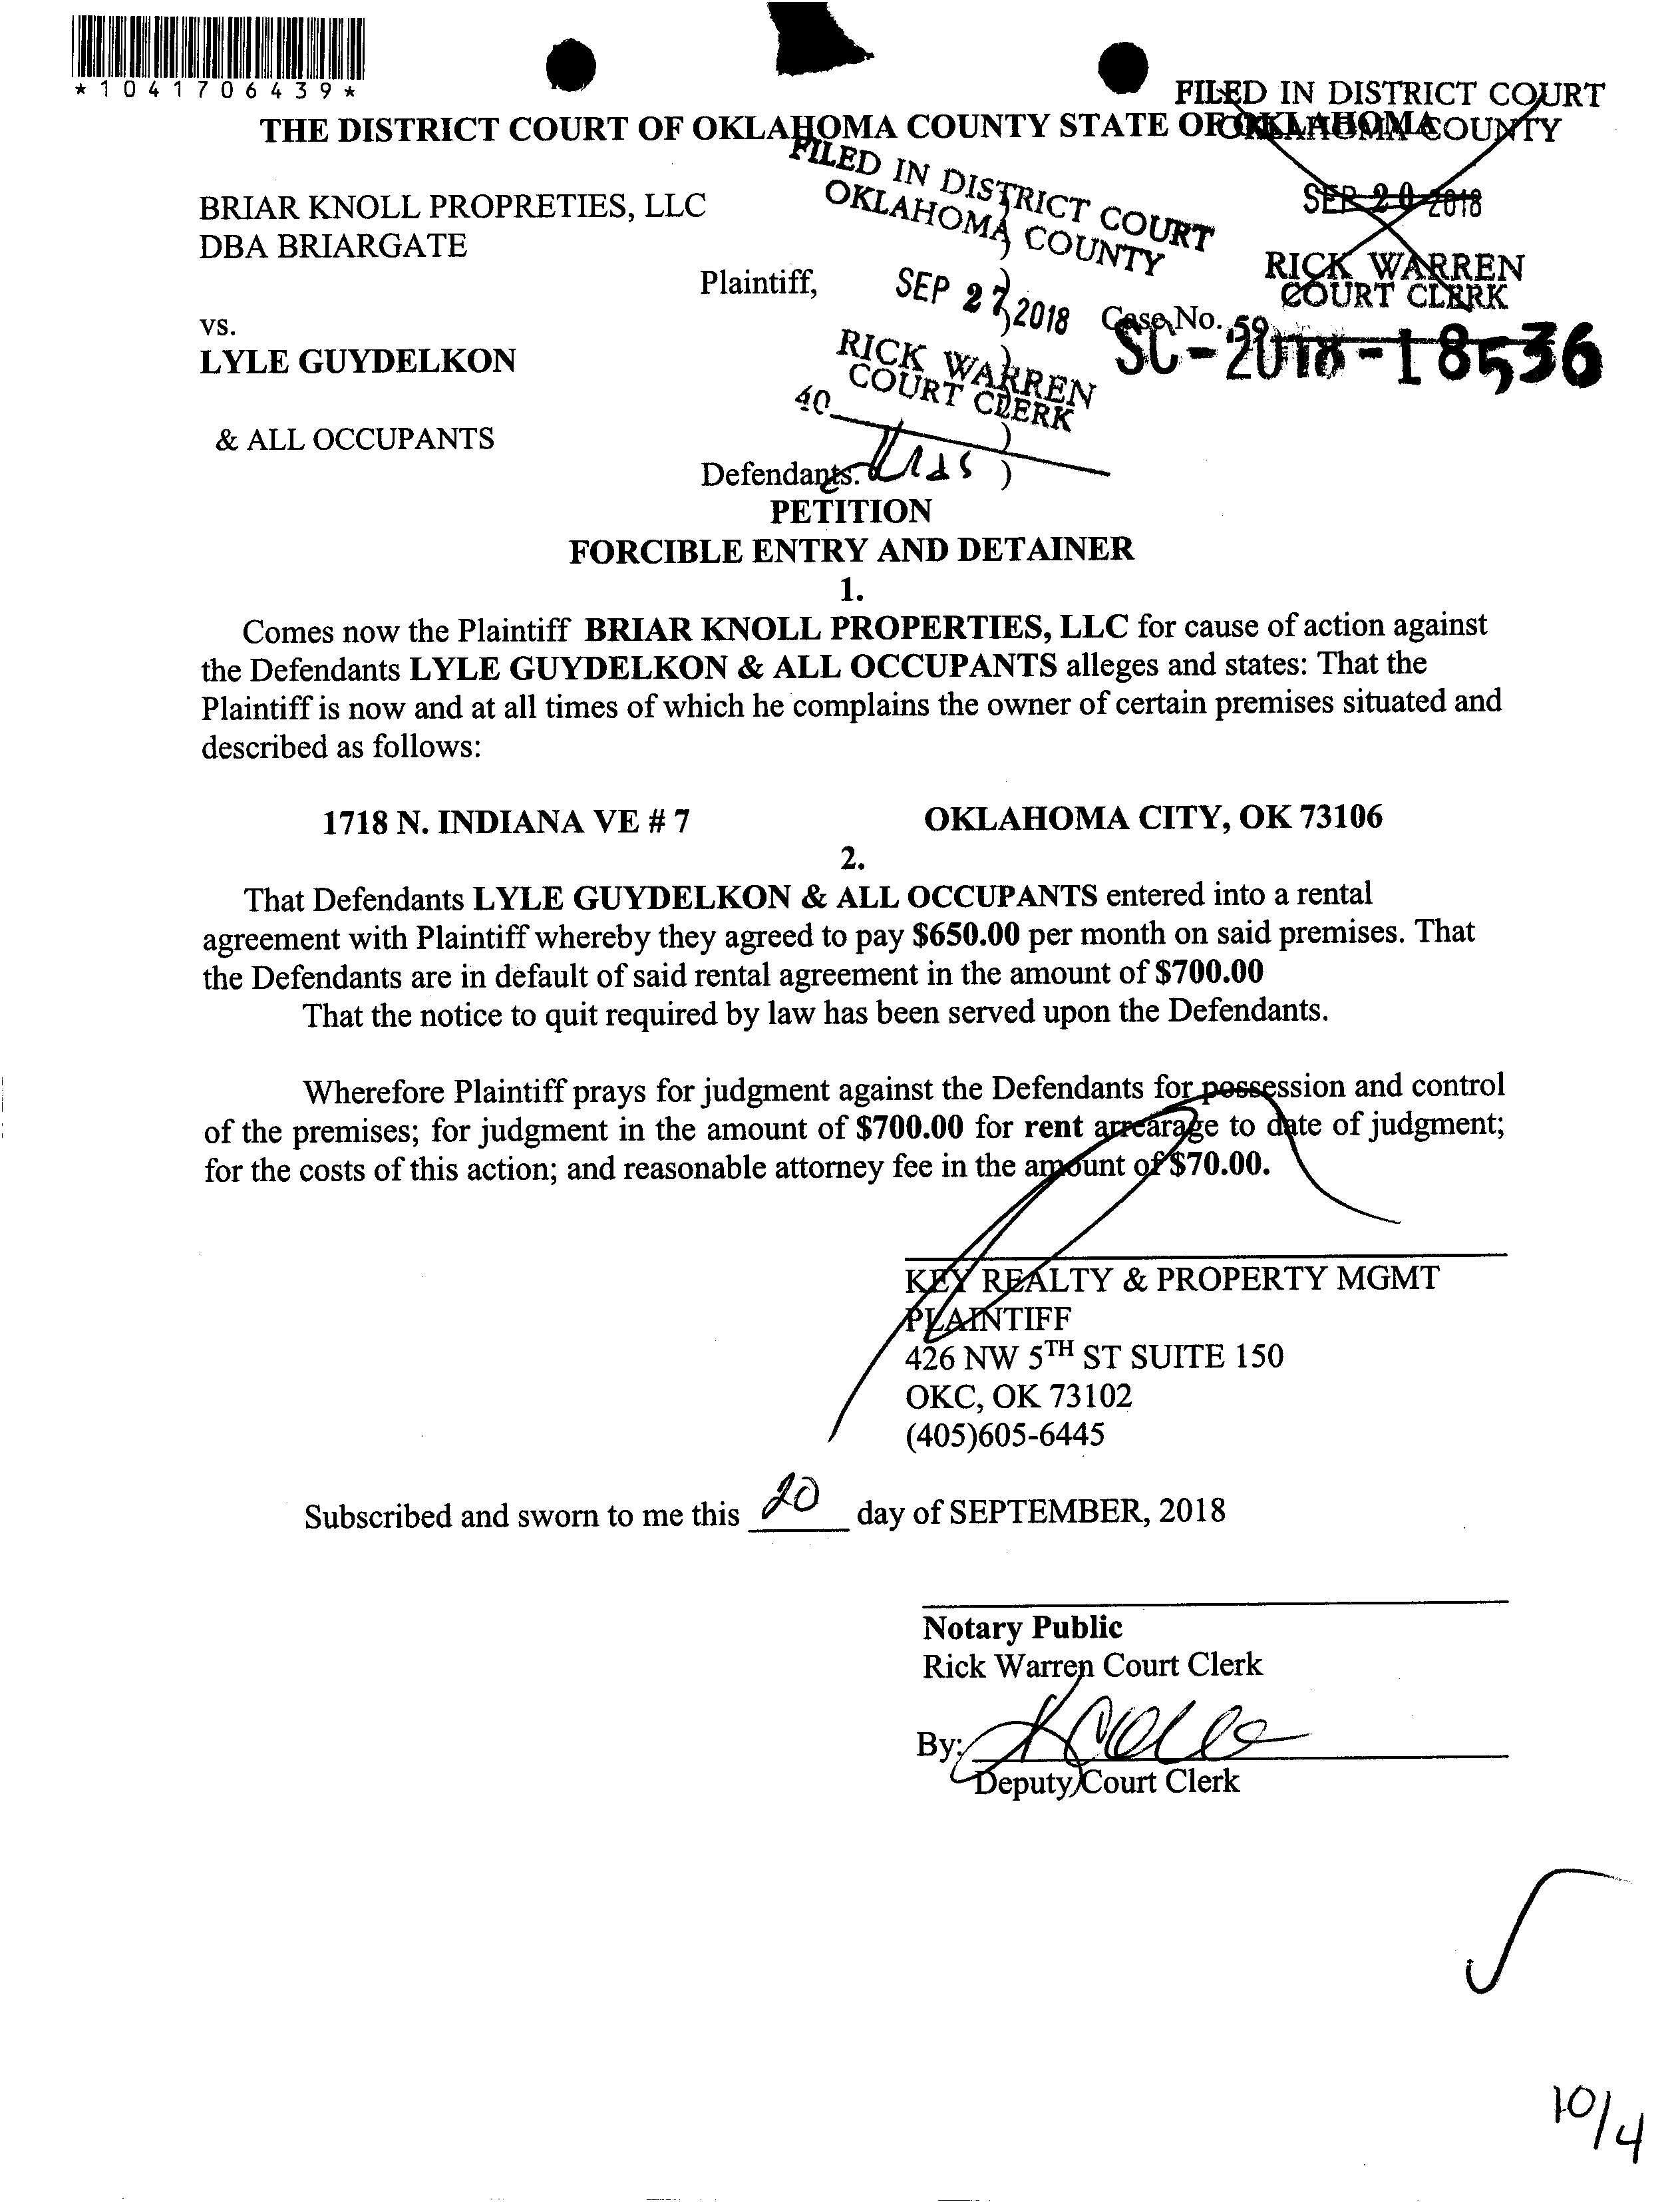 *1041706439*
FILED IN DISTRICT COURT
OKLAHOMA COUNTY
SEP 20 2018
RICK WARREN
COURT CLERK
59
THE DISTRICT COURT OF OKLAHOMA COUNTY STATE OF OKLAHOMA
FILED IN DISTRICT COURT
OKLAHOMA COUNTY
SEP 27 2018
RICK WARREN
COURT CLERK
40
BRIAR KNOLL PROPRETIES, LLC )
DBA BRIARGATE )
Plaintiff, )
vs. ) Case No.
SC-2018-18536
LYLE GUYDELKON )
)
& ALL OCCUPANTS )
Defendants. )
PETITION
FORCIBLE ENTRY AND DETAINER
1.
Comes now the Plaintiff BRIAR KNOLL PROPERTIES, LLC for cause of action against
the Defendants LYLE GUYDELKON & ALL OCCUPANTS alleges and states: That the
Plaintiff is now and at all times of which he complains the owner of certain premises situated and
described as follows:
1718 N. INDIANA VE # 7 OKLAHOMA CITY, OK 73106
2.
That Defendants LYLE GUYDELKON & ALL OCCUPANTS entered into a rental
agreement with Plaintiff whereby they agreed to pay $650.00 per month on said premises. That
the Defendants are in default of said rental agreement in the amount of $700.00
That the notice to quit required by law has been served upon the Defendants.
Wherefore Plaintiff prays for judgment against the Defendants for possession and control
of the premises; for judgment in the amount of $700.00 for rent arrearage to date of judgment;
for the costs of this action; and reasonable attorney fee in the amount of $70.00.
KEY REALTY & PROPERTY MGMT
PLAINTIFF
426 NW 5TH ST SUITE 150
OKC, OK 73102
(405)605-6445
Subscribed and sworn to me this 20 day of SEPTEMBER, 2018
Notary Public
Rick Warren Court Clerk
By:
Deputy Court Clerk
10/4